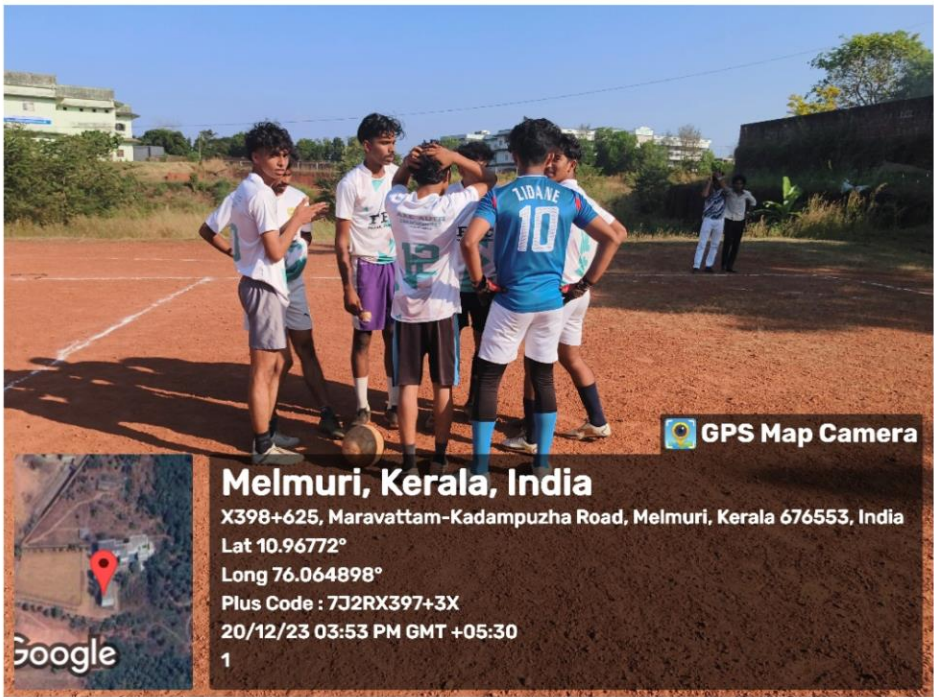 ZIDANE
10
12
GPS Map Camera
Melmuri, Kerala, India
X398+625, Maravattam-Kadampuzha Road, Melmuri, Kerala 676553, India
Lat 10.96772°
Long 76.064898°
Plus Code : 7J2RX397+3X
20/12/23 03:53 PM GMT +05:30
1
Google